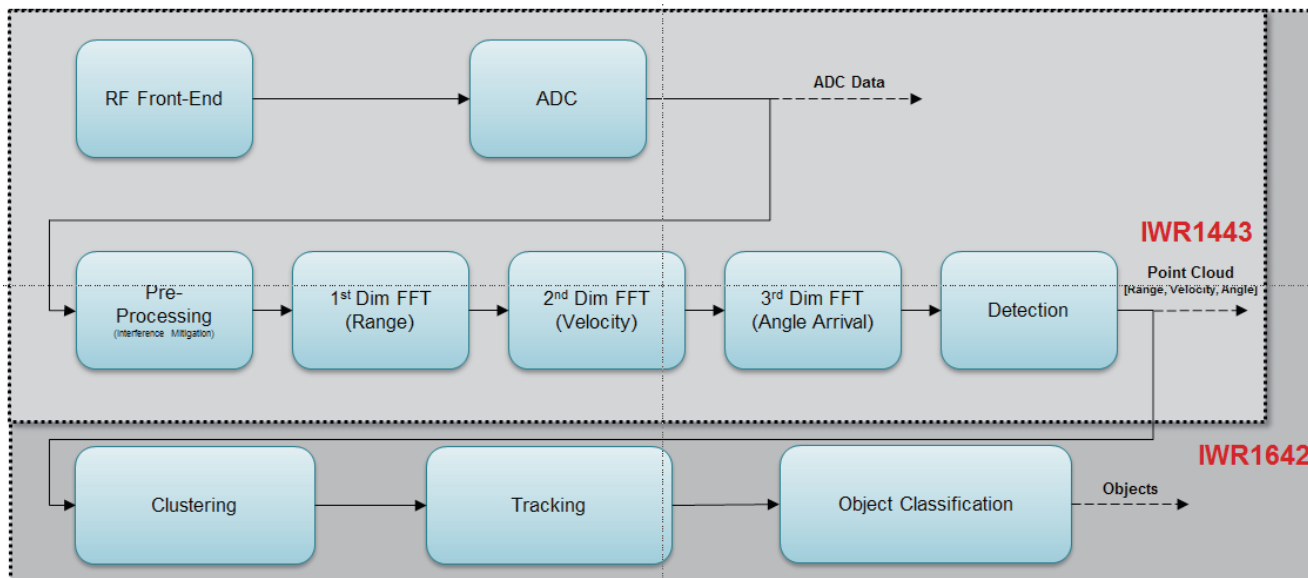 RF Front-End
ADC
ADC Data
IWR1443
Pre-
Processing
(Interference Mitigation)
1st Dim FFT
(Range)
2nd Dim FFT
(Velocity)
3rd Dim FFT
(Angle Arrival)
Detection
Point Cloud
[Range, Velocity, Angle]
IWR1642
Clustering
Tracking
Object Classification
Objects